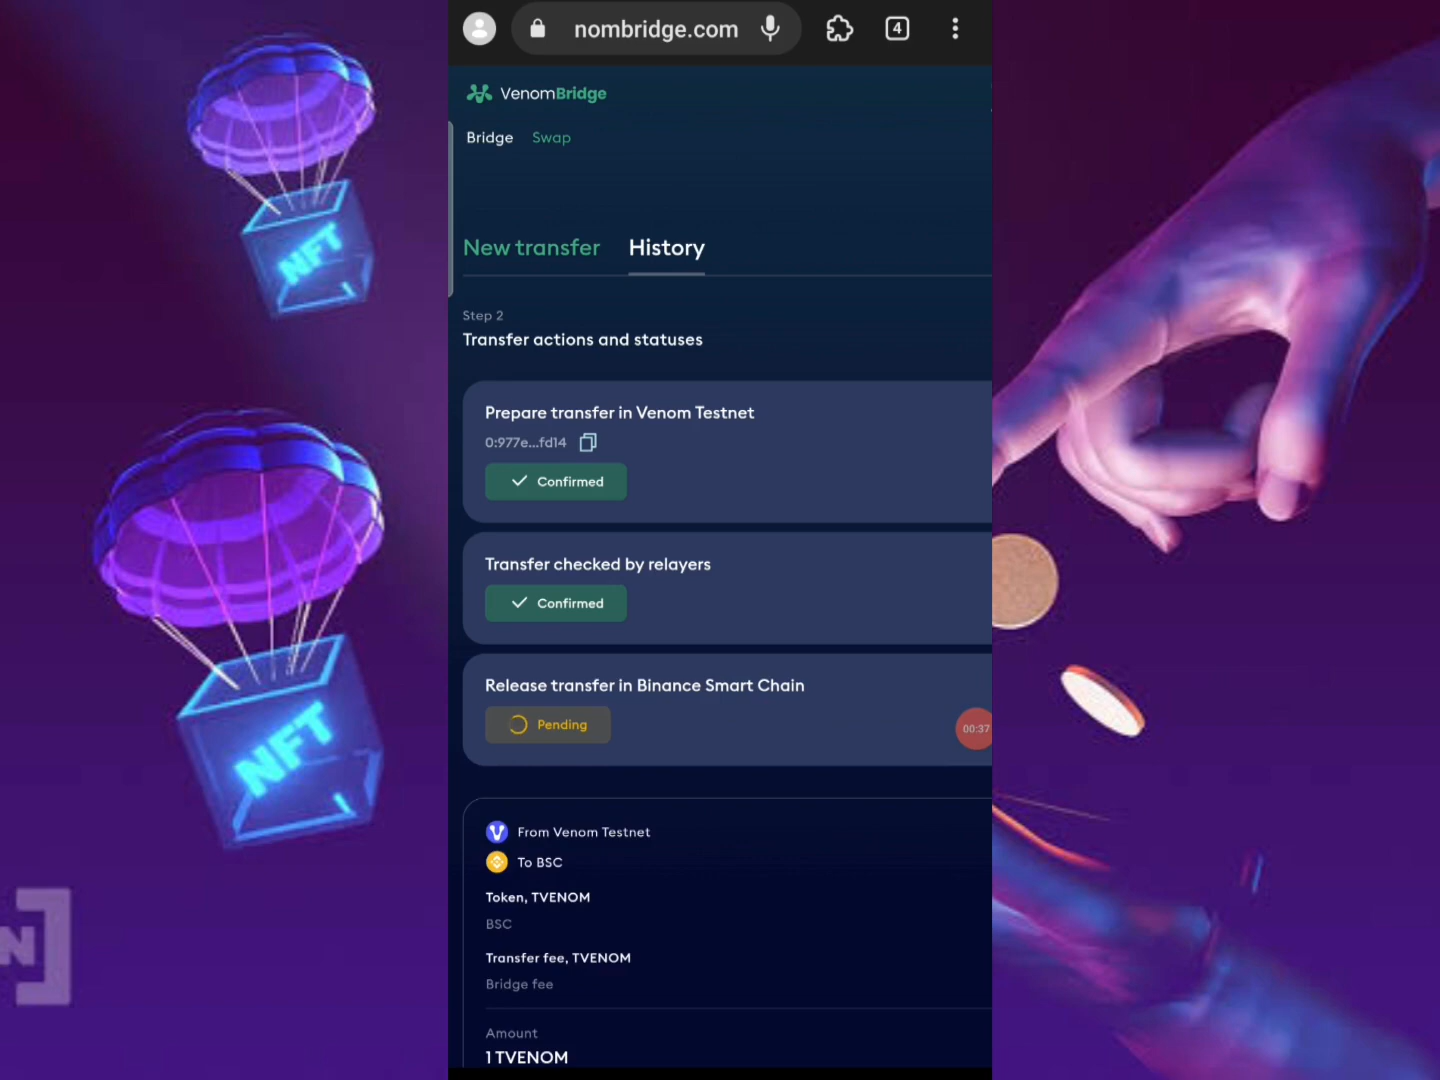 nombridge.com
4
VenomBridge
Bridge Swap
New transfer History
Step 2
Transfer actions and statuses
Prepare transfer in Venom Testnet
0:977e...fd14
Confirmed
Transfer checked by relayers
Confirmed
Release transfer in Binance Smart Chain
Pending
00:37
From Venom Testnet
To BSC
Token, TVENOM
BSC
Transfer fee, TVENOM
Bridge fee
Amount
1 TVENOM
NFT
NFT
N